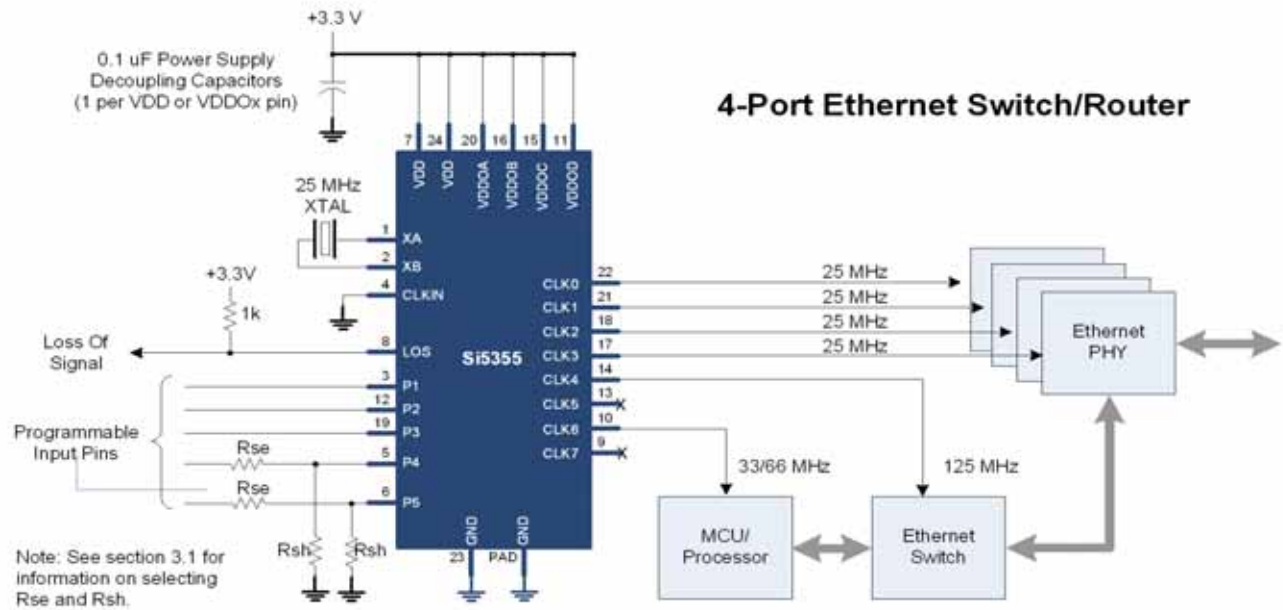 +3.3 V
0.1 uF Power Supply
Decoupling Capacitors
(1 per VDD or VDDOx pin)
4-Port Ethernet Switch/Router
7
24
20
16
15
11
VDD
VDD
VDDOA
VDDOB
VDDOC
VDDOD
25 MHz
XTAL
1
XA
2
XB
4
CLKIN
+3.3V
1k
Loss Of
Signal
8
LOS
Si5355
3
P1
12
P2
19
P3
Programmable
Input Pins
Rse
5
P4
Rse
6
P5
Rsh
Rsh
GND
GND
23
PAD
Note: See section 3.1 for
information on selecting
Rse and Rsh.
CLK0
22
25 MHz
CLK1
21
25 MHz
CLK2
18
25 MHz
CLK3
17
25 MHz
CLK4
14
CLK5
13
CLK6
10
CLK7
9
Ethernet
PHY
33/66 MHz
125 MHz
MCU/
Processor
Ethernet
Switch